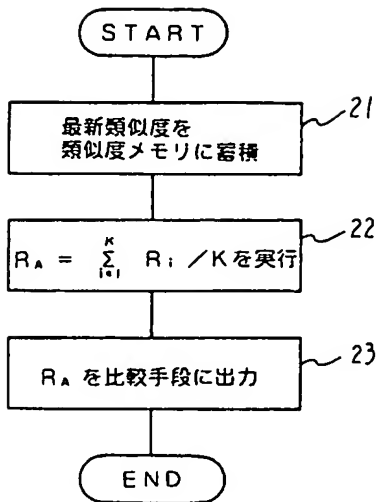 START
最新類似度を
類似度メモリに蓄積
21
R_A = Σ_{i=1}^{K} R_i /Kを実行
22
R_A を比較手段に出力
23
END